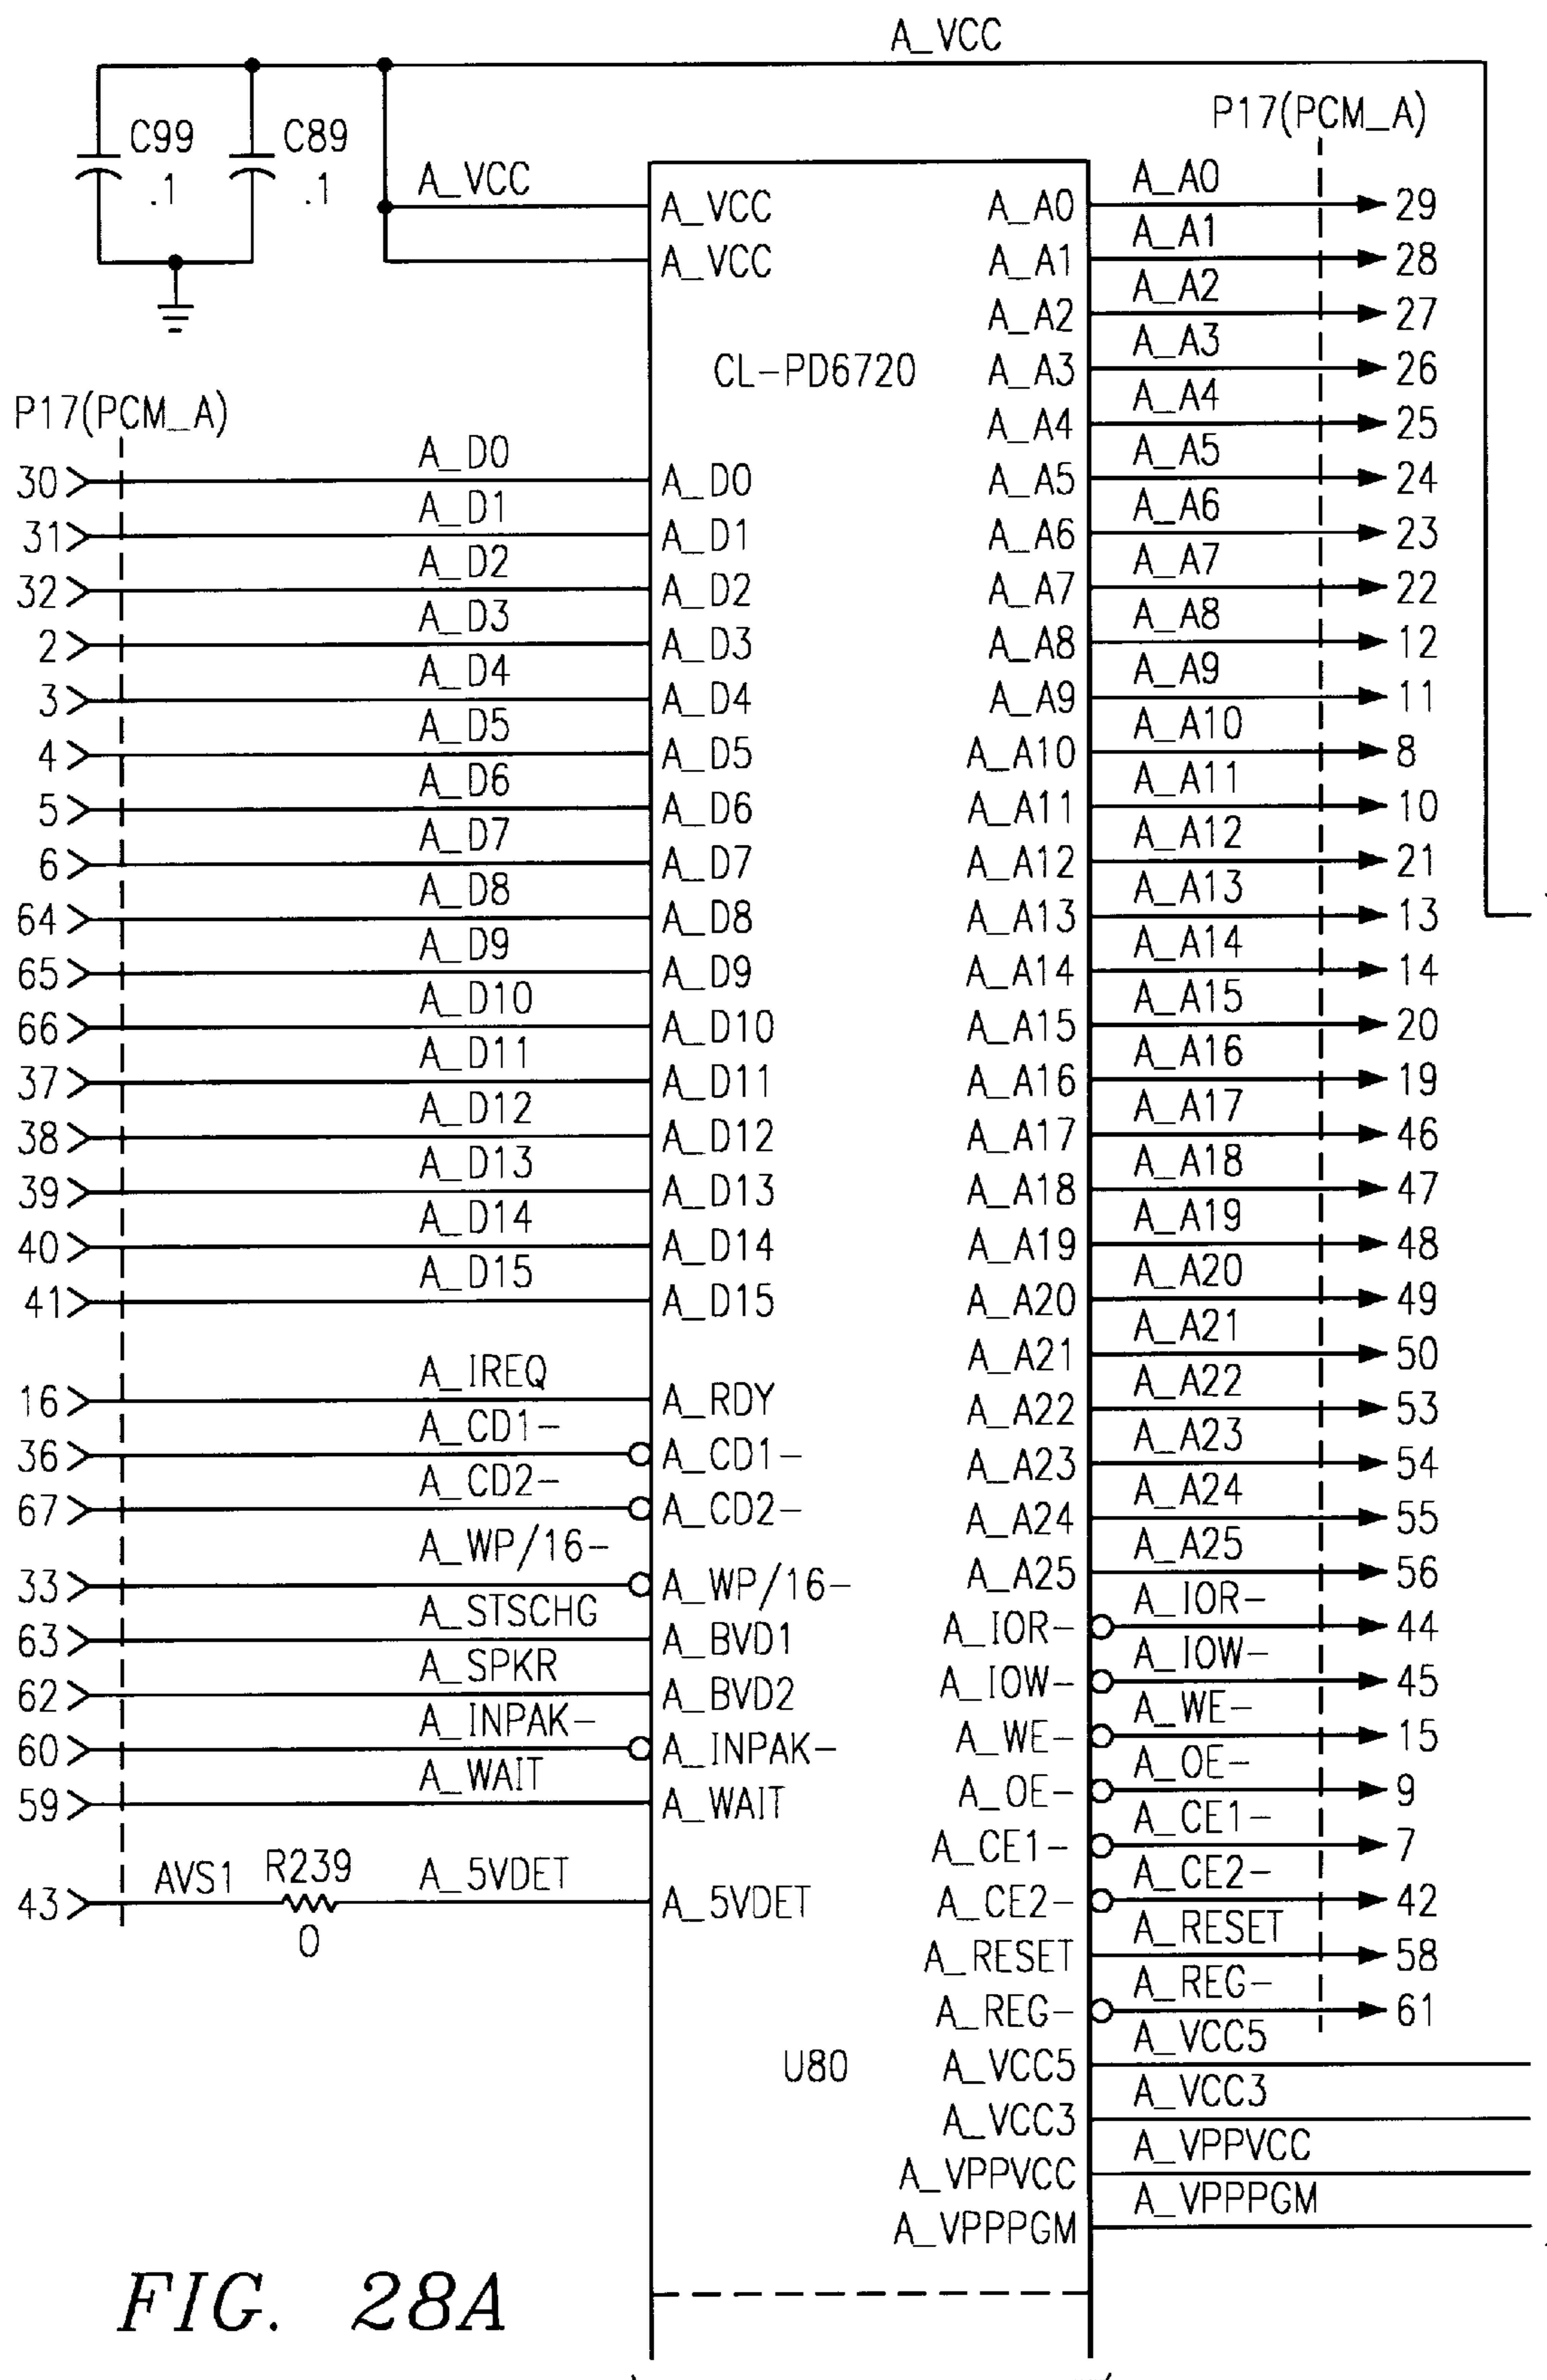 A_VCC
C99
.1
C89
.1
A_VCC
P17(PCM_A)
A_VCC
A_VCC
CL-PD6720
A_A0 A_A0 29
A_A1 A_A1 28
A_A2 A_A2 27
A_A3 A_A3 26
A_A4 A_A4 25
A_A5 A_A5 24
A_A6 A_A6 23
A_A7 A_A7 22
A_A8 A_A8 12
A_A9 A_A9 11
A_A10 A_A10 8
A_A11 A_A11 10
A_A12 A_A12 21
A_A13 A_A13 13
A_A14 A_A14 14
A_A15 A_A15 20
A_A16 A_A16 19
A_A17 A_A17 46
A_A18 A_A18 47
A_A19 A_A19 48
A_A20 A_A20 49
A_A21 A_A21 50
A_A22 A_A22 53
A_A23 A_A23 54
A_A24 A_A24 55
A_A25 A_A25 56
A_IOR- A_IOR- 44
A_IOW- A_IOW- 45
A_WE- A_WE- 15
A_OE- A_OE- 9
A_CE1- A_CE1- 7
A_CE2- A_CE2- 42
A_RESET A_RESET 58
A_REG- A_REG- 61
A_VCC5 A_VCC5
A_VCC3 A_VCC3
A_VPPVCC A_VPPVCC
A_VPPPGM A_VPPPGM
P17(PCM_A)
30 A_D0 A_D0
31 A_D1 A_D1
32 A_D2 A_D2
2 A_D3 A_D3
3 A_D4 A_D4
4 A_D5 A_D5
5 A_D6 A_D6
6 A_D7 A_D7
64 A_D8 A_D8
65 A_D9 A_D9
66 A_D10 A_D10
37 A_D11 A_D11
38 A_D12 A_D12
39 A_D13 A_D13
40 A_D14 A_D14
41 A_D15 A_D15
16 A_IREQ A_RDY
36 A_CD1- A_CD1-
67 A_CD2- A_CD2-
33 A_WP/16- A_WP/16-
63 A_STSCHG A_BVD1
62 A_SPKR A_BVD2
60 A_INPAK- A_INPAK-
59 A_WAIT A_WAIT
43 AVS1 R239 A_5VDET A_5VDET
0
U80
FIG. 28A